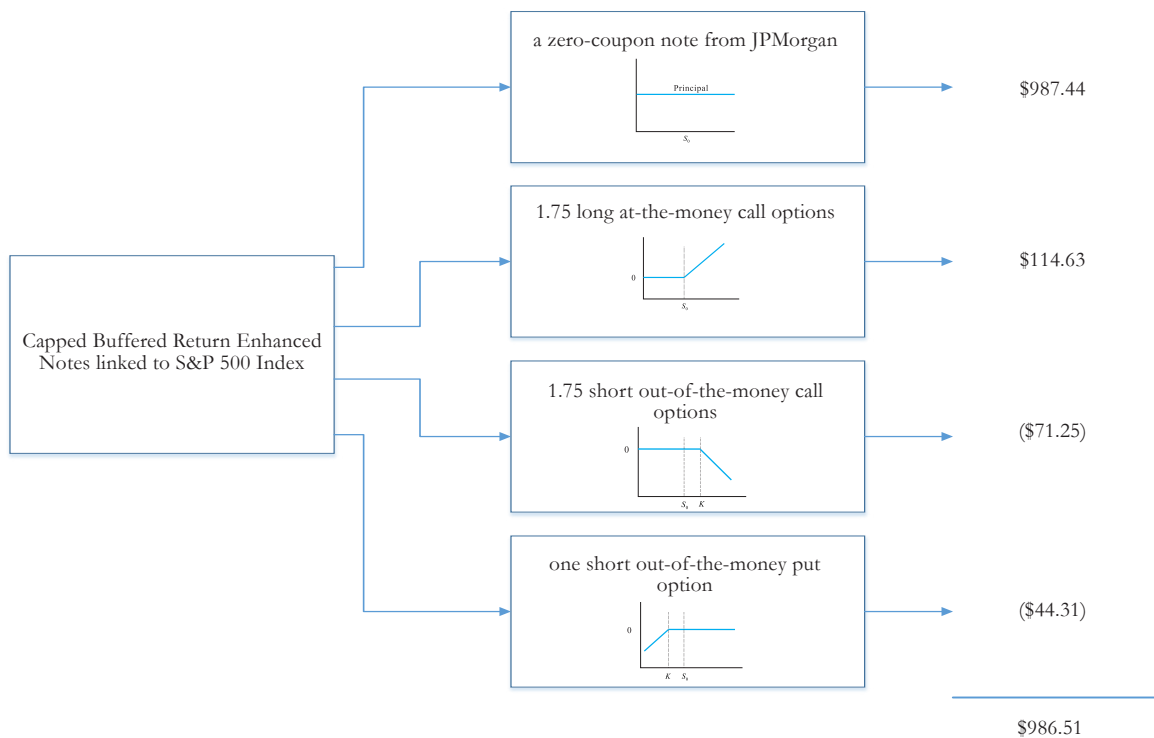 Capped Buffered Return Enhanced
Notes linked to S&P 500 Index
a zero-coupon note from JPMorgan
Principal
S₀
$987.44
1.75 long at-the-money call options
0
S₀
$114.63
1.75 short out-of-the-money call
options
0
S₀ K
($71.25)
one short out-of-the-money put
option
0
K S₀
($44.31)
$986.51